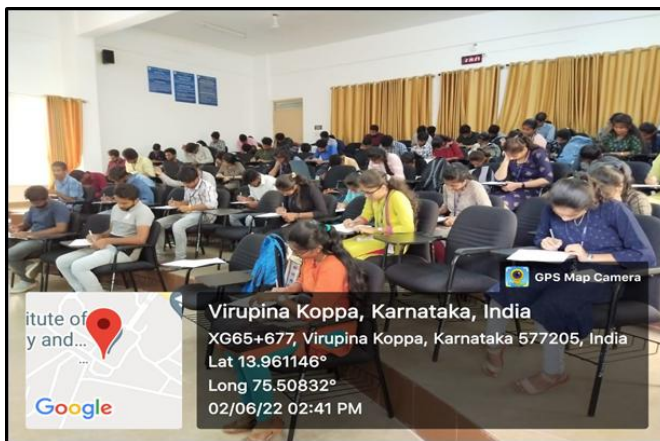 GPS Map Camera
itute of
y and...
...
Google
Virupina Koppa, Karnataka, India
XG65+677, Virupina Koppa, Karnataka 577205, India
Lat 13.961146°
Long 75.50832°
02/06/22 02:41 PM